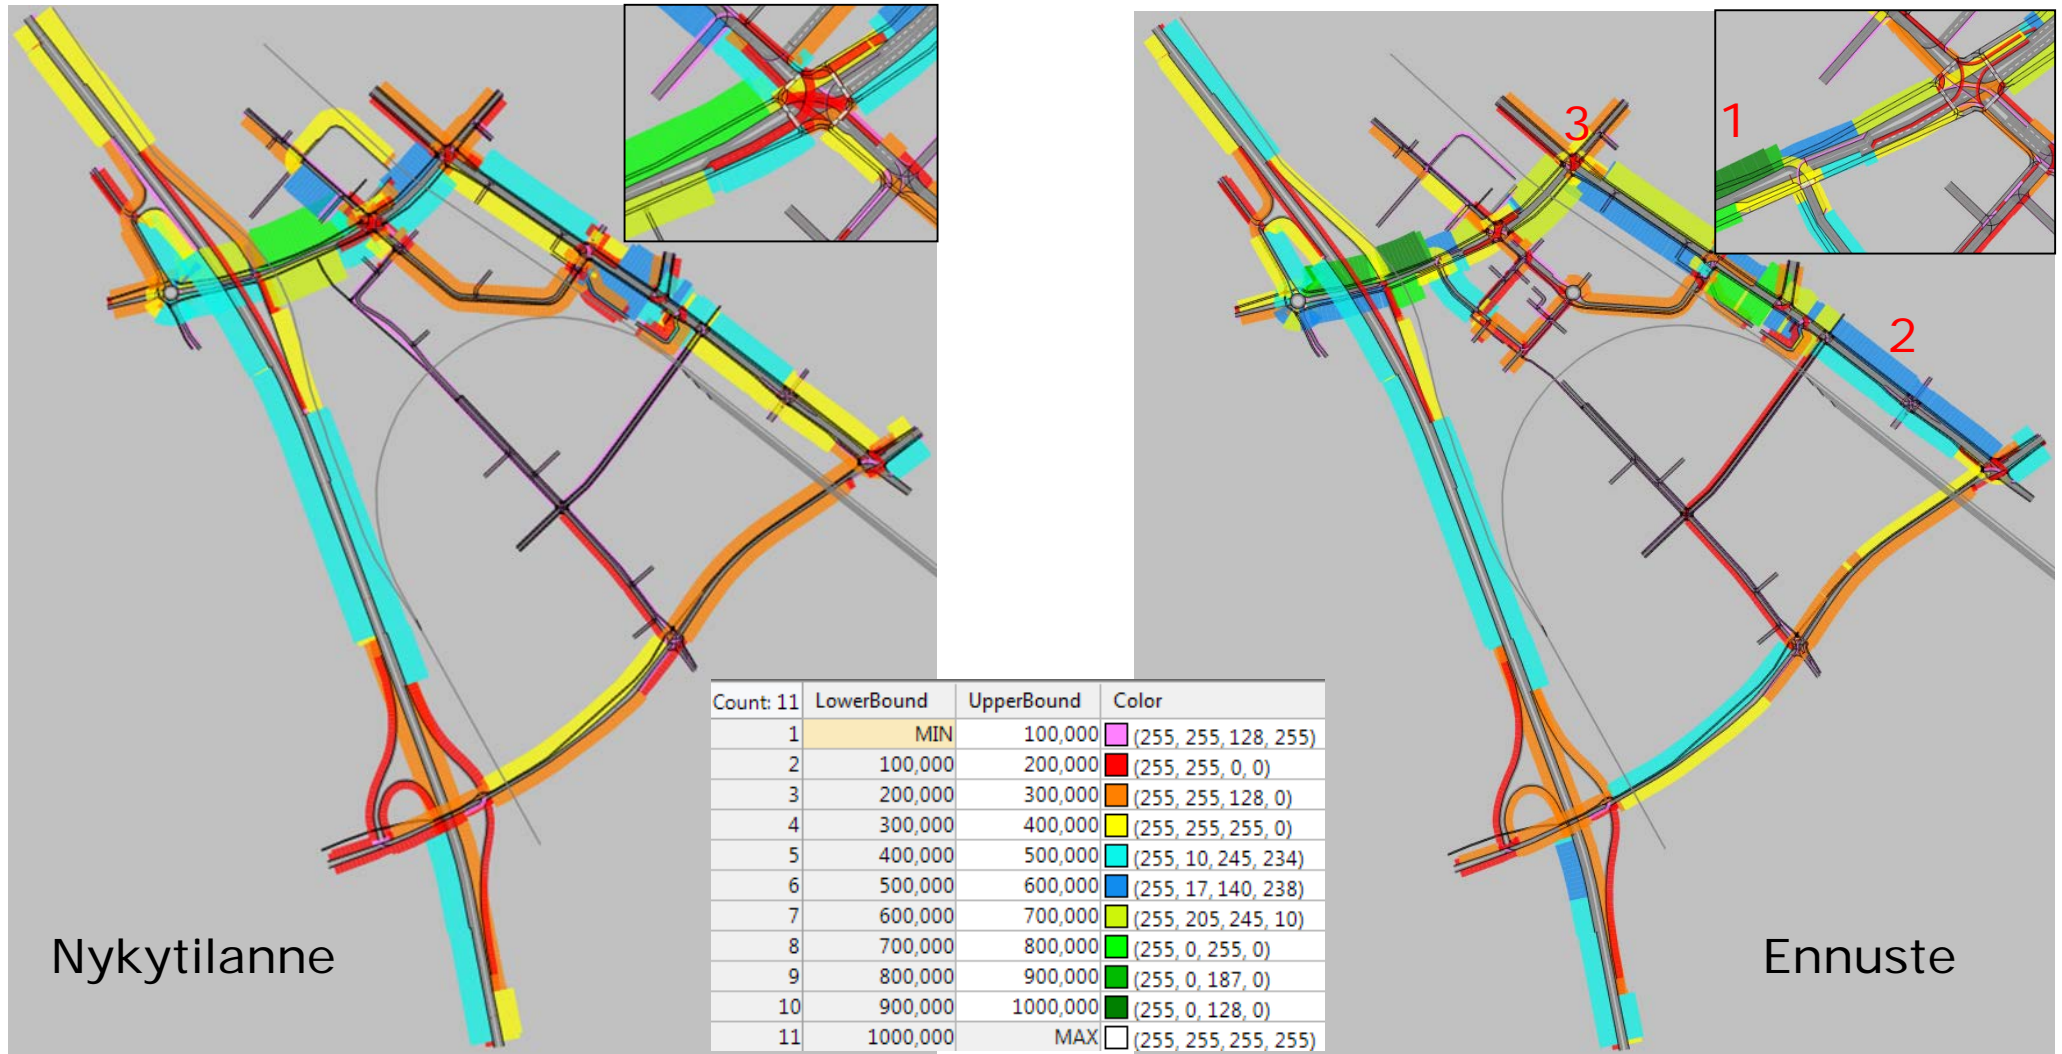 1
3
2
Count: 11 LowerBound UpperBound Color
1 MIN 100,000 (255, 255, 128, 255)
2 100,000 200,000 (255, 255, 0, 0)
3 200,000 300,000 (255, 255, 128, 0)
4 300,000 400,000 (255, 255, 255, 0)
5 400,000 500,000 (255, 10, 245, 234)
6 500,000 600,000 (255, 17, 140, 238)
7 600,000 700,000 (255, 205, 245, 10)
8 700,000 800,000 (255, 0, 255, 0)
9 800,000 900,000 (255, 0, 187, 0)
10 900,000 1000,000 (255, 0, 128, 0)
11 1000,000 MAX (255, 255, 255, 255)
Nykytilanne
Ennuste